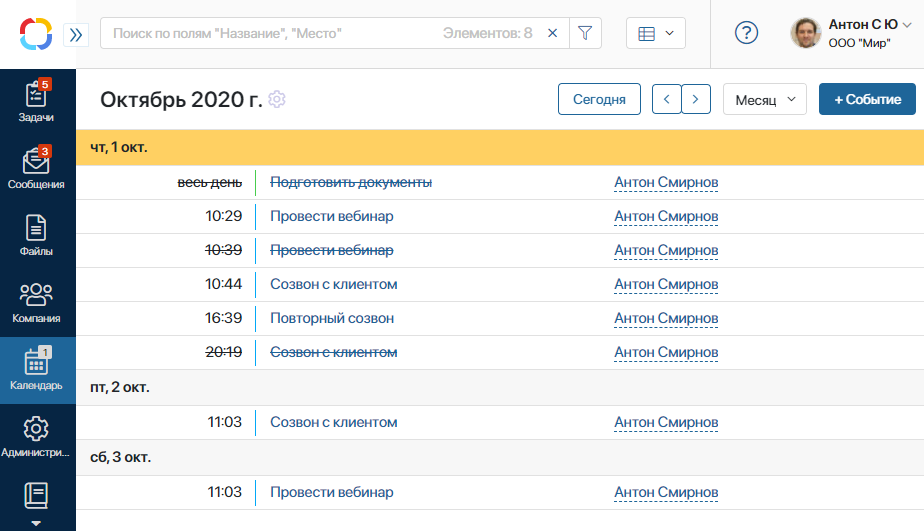 Поиск по полям "Название", "Место"
Элементов: 8
Антон С Ю
ООО "Мир"
5
Задачи
3
Сообщения
Файлы
Компания
1
Календарь
Администри...
Октябрь 2020 г.
Сегодня
Месяц
+ Событие
чт, 1 окт.
весь день Подготовить документы Антон Смирнов
10:29 Провести вебинар Антон Смирнов
10:39 Провести вебинар Антон Смирнов
10:44 Созвон с клиентом Антон Смирнов
16:39 Повторный созвон Антон Смирнов
20:19 Созвон с клиентом Антон Смирнов
пт, 2 окт.
11:03 Созвон с клиентом Антон Смирнов
сб, 3 окт.
11:03 Провести вебинар Антон Смирнов